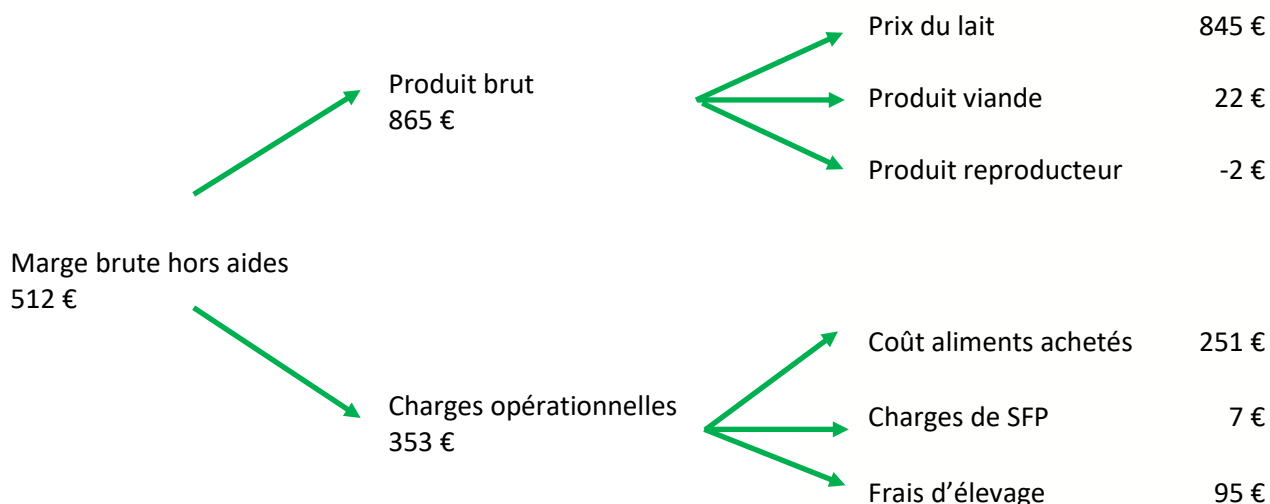 Prix du lait 845 €
Produit brut
865 €
Produit viande 22 €
Produit reproducteur -2 €
Marge brute hors aides
512 €
Coût aliments achetés 251 €
Charges opérationnelles
353 €
Charges de SFP 7 €
Frais d’élevage 95 €